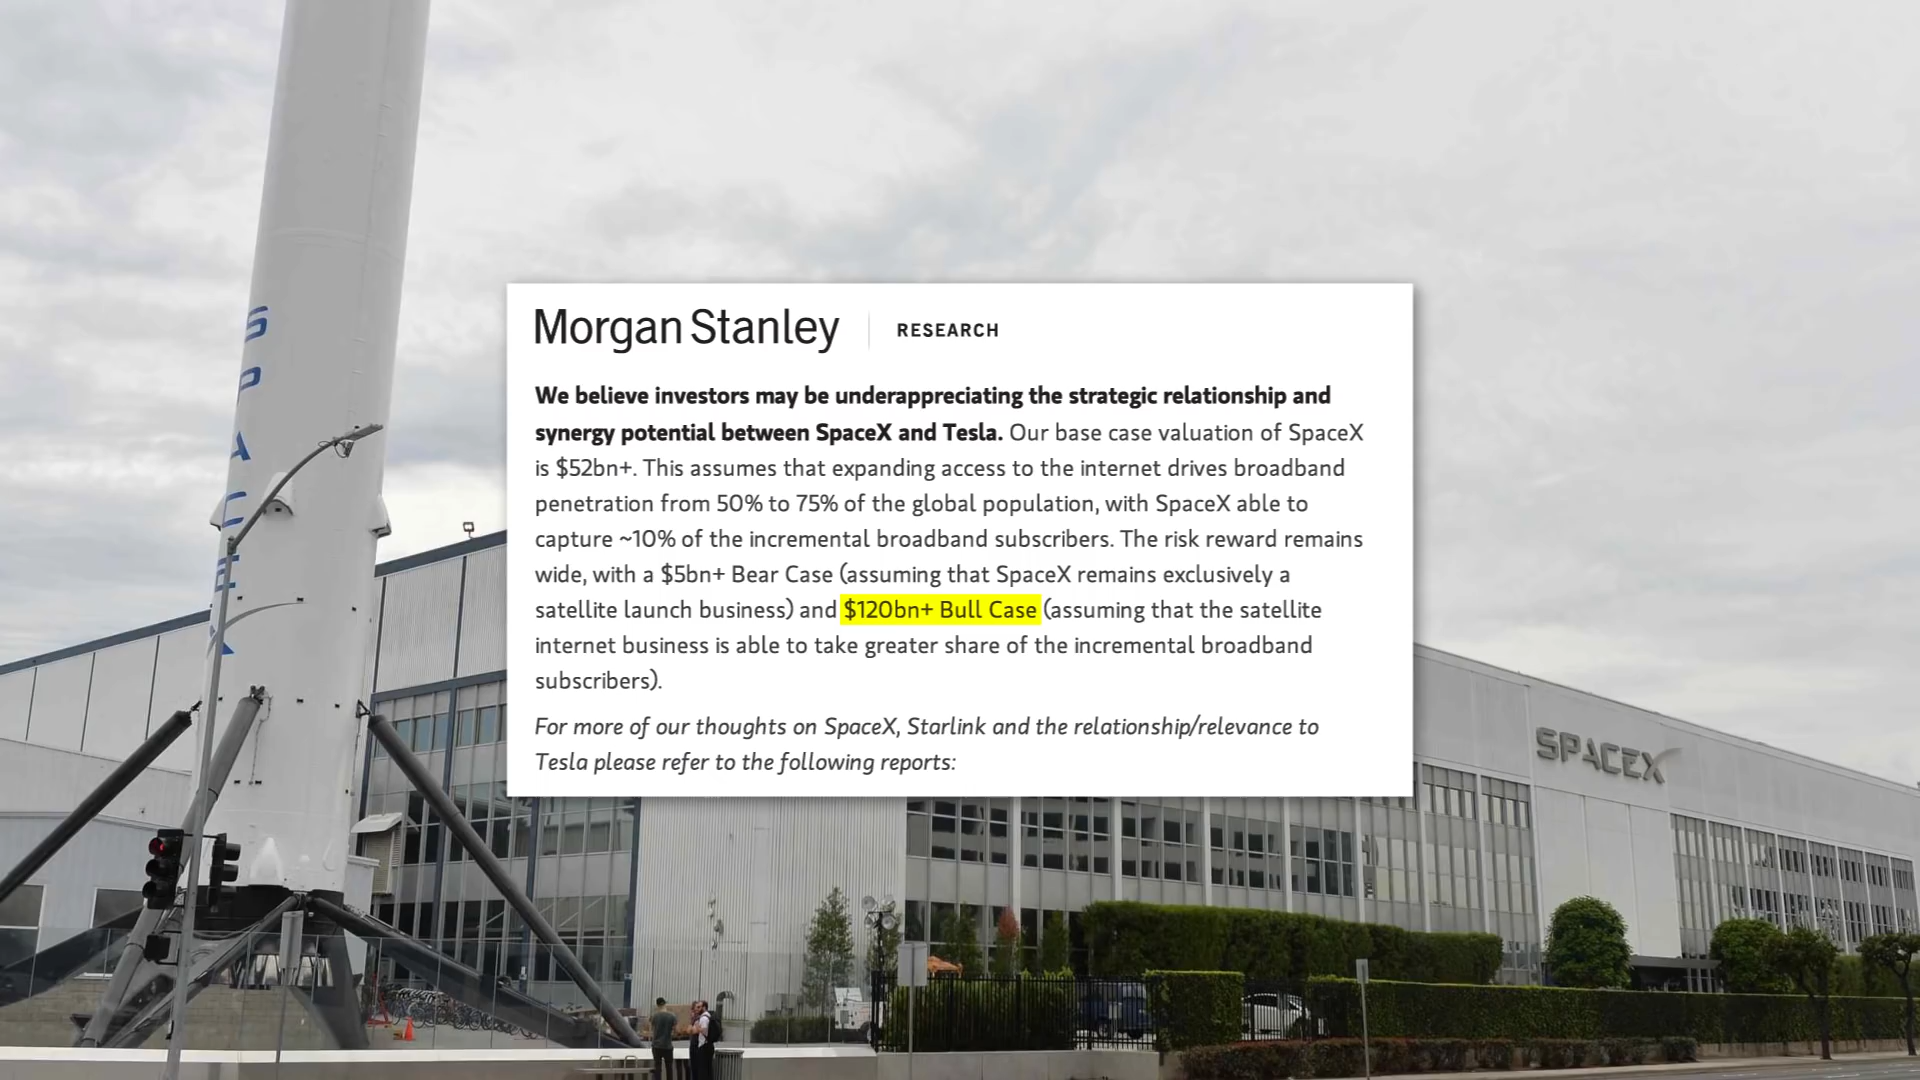 SPACEX
Morgan Stanley
RESEARCH
We believe investors may be underappreciating the strategic relationship and
synergy potential between SpaceX and Tesla. Our base case valuation of SpaceX
is $52bn+. This assumes that expanding access to the internet drives broadband
penetration from 50% to 75% of the global population, with SpaceX able to
capture ~10% of the incremental broadband subscribers. The risk reward remains
wide, with a $5bn+ Bear Case (assuming that SpaceX remains exclusively a
satellite launch business) and $120bn+ Bull Case (assuming that the satellite
internet business is able to take greater share of the incremental broadband
subscribers).
For more of our thoughts on SpaceX, Starlink and the relationship/relevance to
Tesla please refer to the following reports:
SPACEX